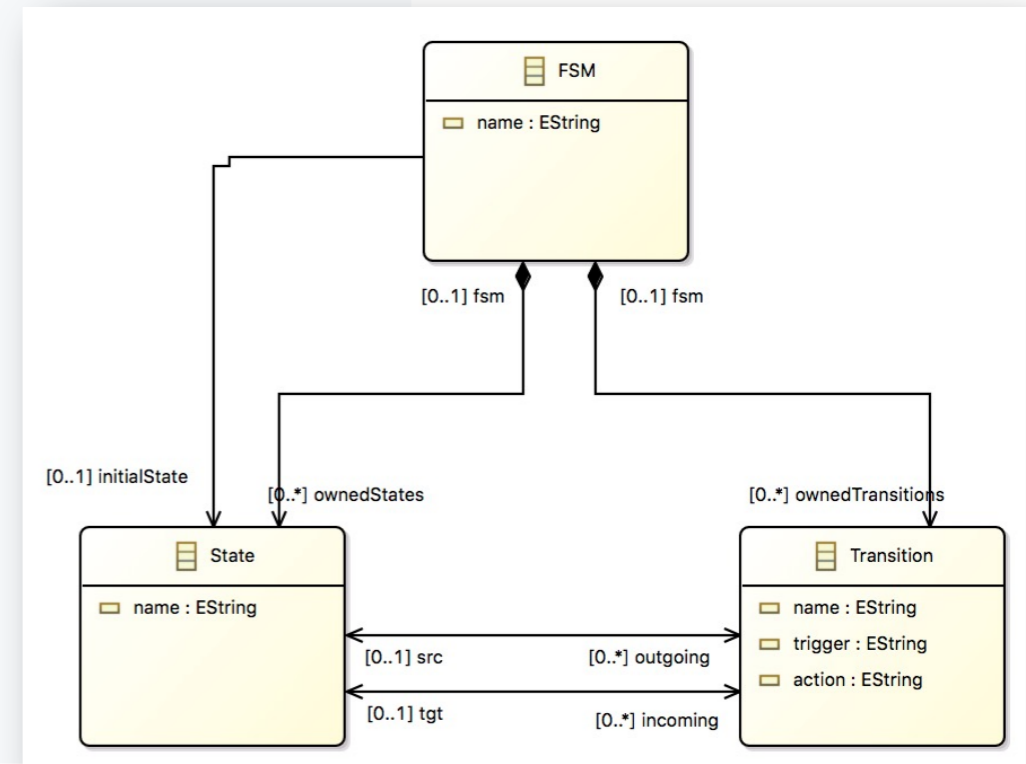 FSM
name : EString
[0..1] fsm
[0..1] fsm
[0..1] initialState
[0..*] ownedStates
[0..*] ownedTransitions
State
name : EString
Transition
name : EString
trigger : EString
action : EString
[0..1] src
[0..*] outgoing
[0..1] tgt
[0..*] incoming